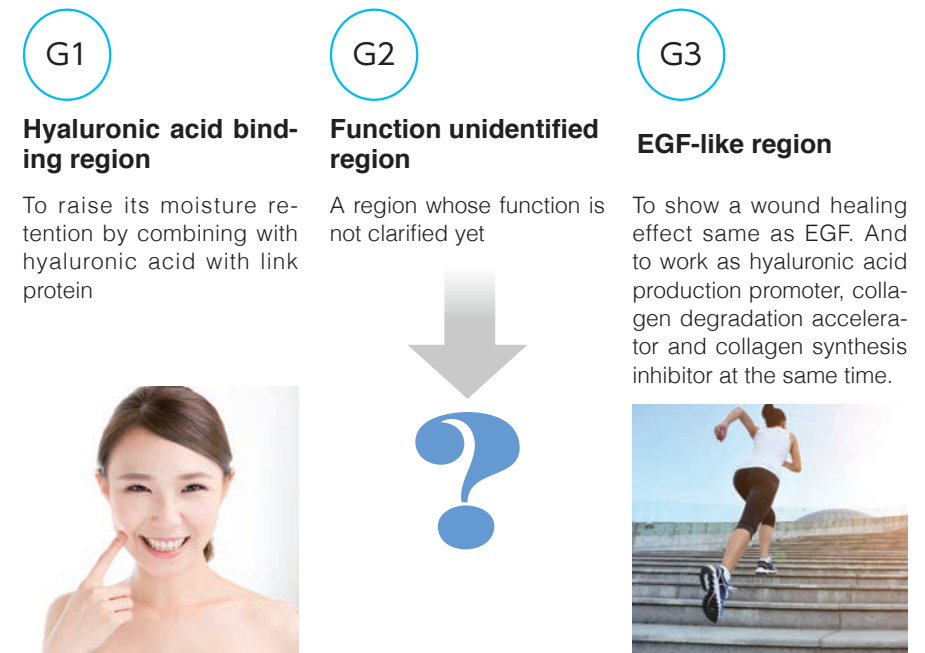 G1
Hyaluronic acid bind-
ing region
To raise its moisture re-
tention by combining with
hyaluronic acid with link
protein
G2
Function unidentified
region
A region whose function is
not clarified yet
?
G3
EGF-like region
To show a wound healing
effect same as EGF. And
to work as hyaluronic acid
production promoter, colla-
gen degradation accelera-
tor and collagen synthesis
inhibitor at the same time.